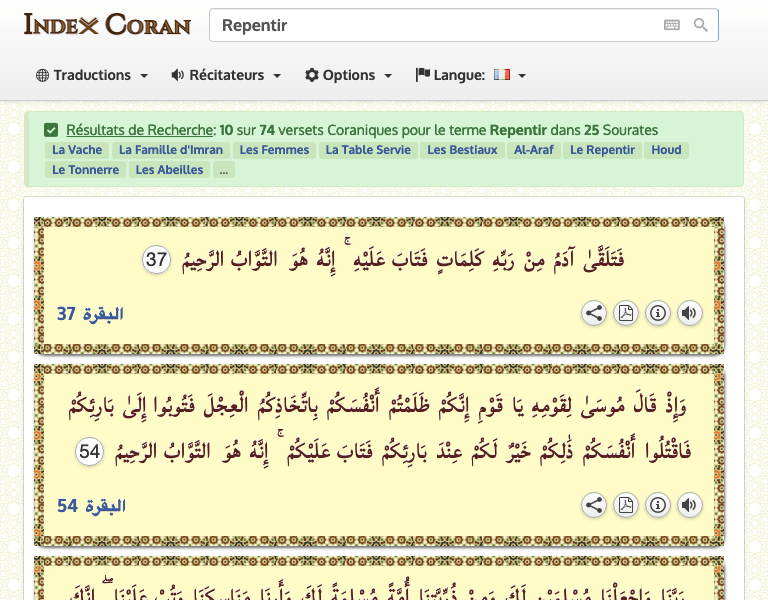 Index Coran
Repentir
Traductions Récitateurs Options Langue:
Résultats de Recherche: 10 sur 74 versets Coraniques pour le terme Repentir dans 25 Sourates
La Vache La Famille d'Imran Les Femmes La Table Servie Les Bestiaux Al-Araf Le Repentir Houd
Le Tonnerre Les Abeilles ...
فَتَلَقَّىٰ آدَمُ مِنْ رَبِّهِ كَلِمَاتٍ فَتَابَ عَلَيْهِ ۚ إِنَّهُ هُوَ التَّوَّابُ الرَّحِيمُ 37
البقرة 37
وَإِذْ قَالَ مُوسَىٰ لِقَوْمِهِ يَا قَوْمِ إِنَّكُمْ ظَلَمْتُمْ أَنْفُسَكُمْ بِاتِّخَاذِكُمُ الْعِجْلَ فَتُوبُوا إِلَىٰ بَارِئِكُمْ
فَاقْتُلُوا أَنْفُسَكُمْ ذَٰلِكُمْ خَيْرٌ لَكُمْ عِنْدَ بَارِئِكُمْ فَتَابَ عَلَيْكُمْ ۚ إِنَّهُ هُوَ التَّوَّابُ الرَّحِيمُ 54
البقرة 54
رَبَّنَا وَاجْعَلْنَا مُسْلِمَيْنِ لَكَ وَمِنْ ذُرِّيَّتِنَا أُمَّةً مُسْلِمَةً لَكَ وَأَرِنَا مَنَاسِكَنَا وَتُبْ عَلَيْنَا ۖ إِنَّكَ